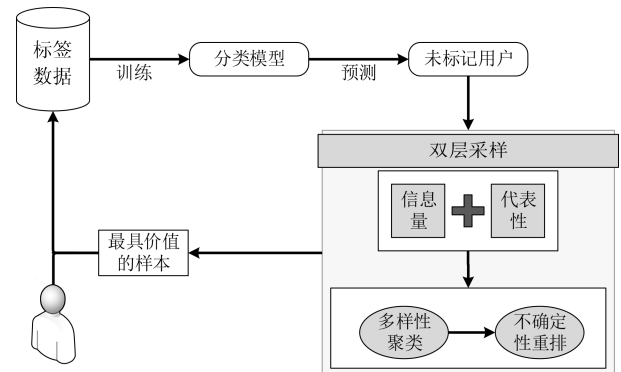 标签
数据
训练
分类模型
预测
未标记用户
双层采样
信息
量
代表
性
最具价值
的样本
多样性
聚类
不确定
性重排